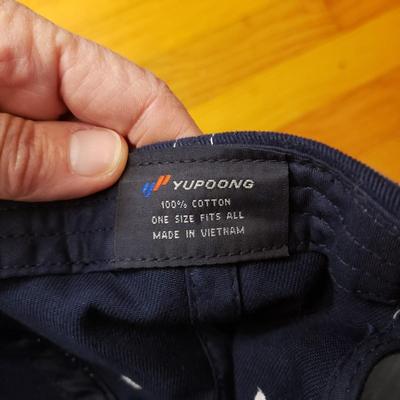 YUPOONG
100% COTTON
ONE SIZE FITS ALL
MADE IN VIETNAM